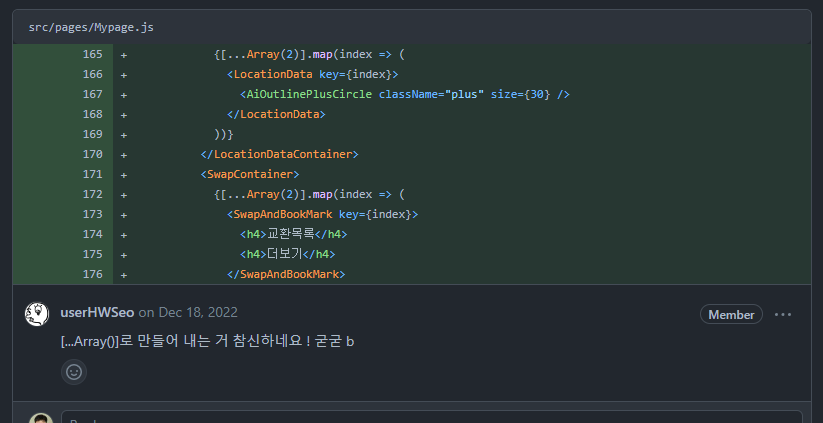 src/pages/Mypage.js
165 + {[...Array(2)].map(index => (
166 + <LocationData key={index}>
167 + <AiOutlinePlusCircle className="plus" size={30} />
168 + </LocationData>
169 + ))}
170 + </LocationDataContainer>
171 + <SwapContainer>
172 + {[...Array(2)].map(index => (
173 + <SwapAndBookMark key={index}>
174 + <h4>교환목록</h4>
175 + <h4>더보기</h4>
176 + </SwapAndBookMark>
userHWSeo on Dec 18, 2022 Member ...
[...Array()]로 만들어 내는 거 참신하네요 ! 굳굳 b